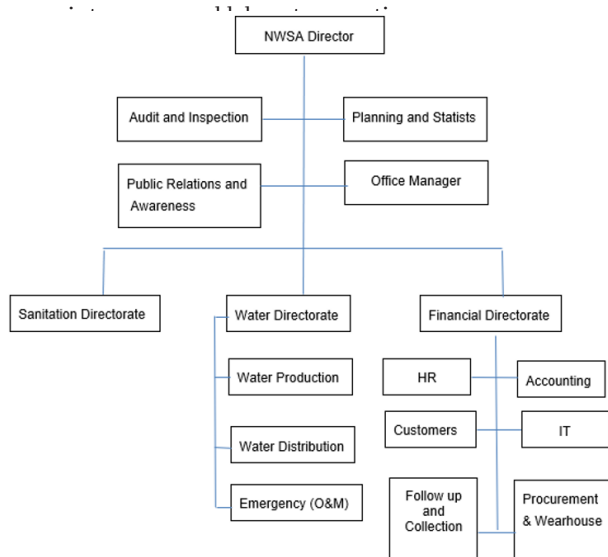 NWSA Director
Audit and Inspection
Planning and Statists
Public Relations and
Awareness
Office Manager
Sanitation Directorate
Water Directorate
Financial Directorate
Water Production
HR
Accounting
Customers
IT
Water Distribution
Emergency (O&M)
Follow up
and
Collection
Procurement
& Wearhouse